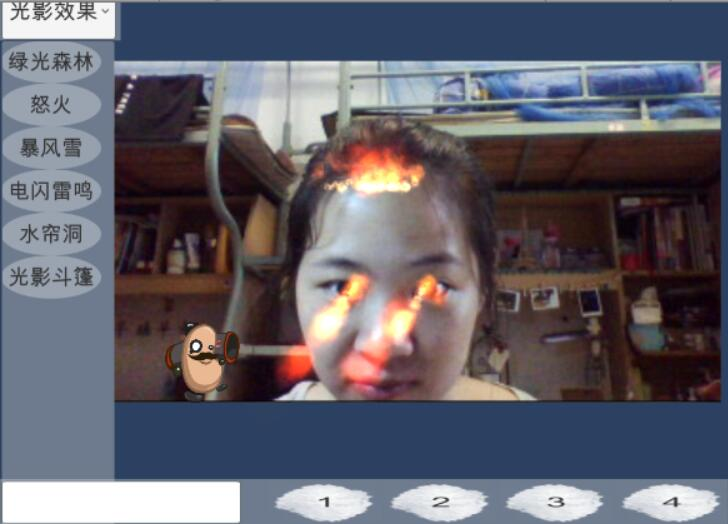 光影效果
绿光森林
怒火
暴风雪
电闪雷鸣
水帘洞
光影斗篷
1 2 3 4